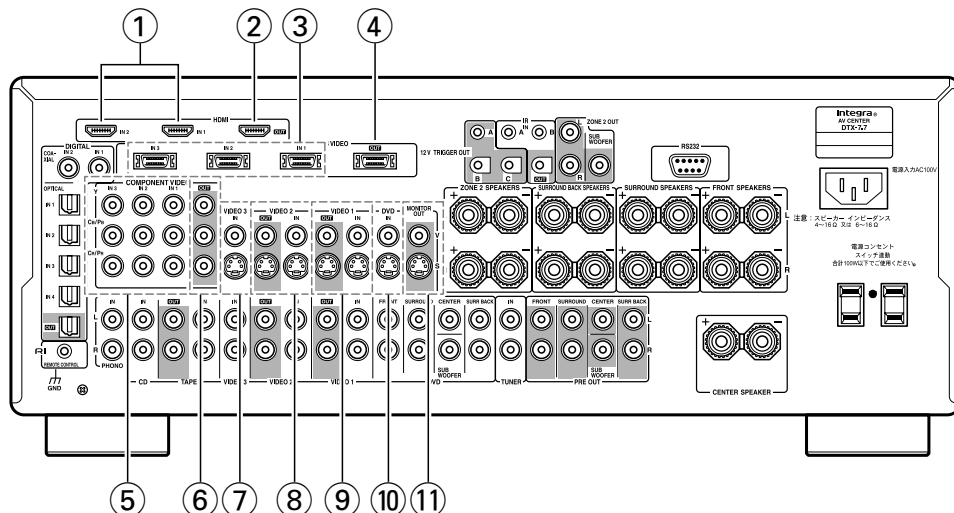 ① ② ③ ④
HDMI
IN 2 IN 1 OUT
DIGITAL
COAXIAL IN 2 IN 1
VIDEO
IN 3 IN 2 IN 1 OUT
12V TRIGGER OUT
A B C
IR
IN
A B
OUT
L ZONE 2 OUT
SUB
WOOFER
R
RS232
Integra®
AV CENTER
DTX-7.7
電源入力AC100V
OPTICAL
IN 1
IN 2
IN 3
IN 4
OUT
COMPONENT VIDEO
Y IN 3 IN 2 IN 1 OUT
CB/PB
CR/PR
VIDEO 3 VIDEO 2 VIDEO 1 DVD MONITOR OUT
IN OUT IN OUT IN IN
V
S
ZONE 2 SPEAKERS SURROUND BACK SPEAKERS SURROUND SPEAKERS FRONT SPEAKERS
+ − + − + − + −
L
+ − + − + − + −
R
注意：スピーカー インピーダンス
4〜16Ω 又は 6〜16Ω
電源コンセント
スイッチ連動
合計100W以下でご使用ください。
IN IN OUT IN IN OUT IN OUT IN FRONT SURROUND CENTER SURR BACK IN FRONT SURROUND CENTER SURR BACK
L L
R SUB WOOFER SUB WOOFER R
PHONO
CD TAPE VIDEO 3 VIDEO 2 VIDEO 1 DVD TUNER PRE OUT
RI
REMOTE CONTROL
GND
+ −
CENTER SPEAKER
⑤ ⑥ ⑦ ⑧ ⑨ ⑩ ⑪